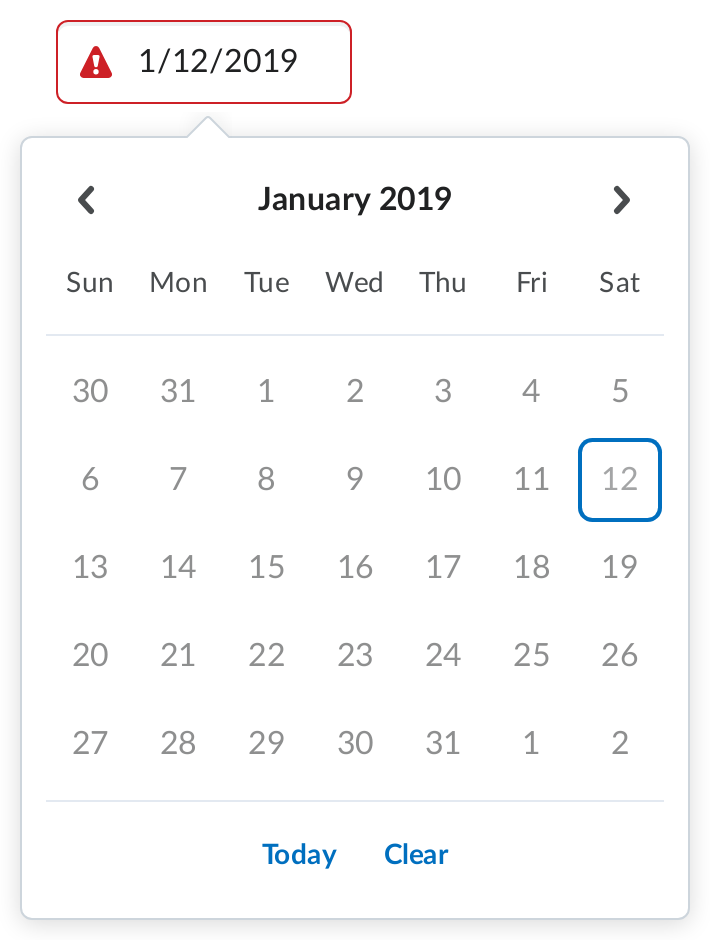 1/12/2019
January 2019
Sun Mon Tue Wed Thu Fri Sat
30 31 1 2 3 4 5
6 7 8 9 10 11 12
13 14 15 16 17 18 19
20 21 22 23 24 25 26
27 28 29 30 31 1 2
Today Clear